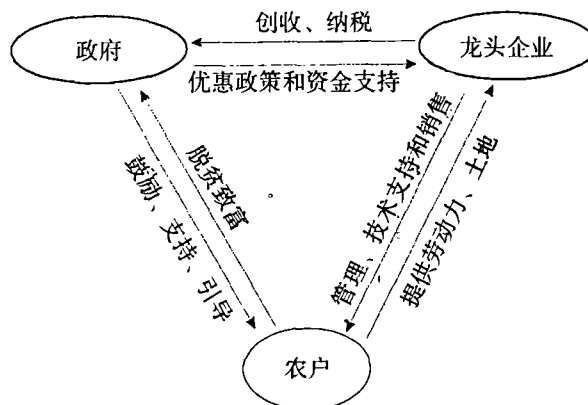 创收、纳税
政府
龙头企业
优惠政策和资金支持
脱贫致富
鼓励、支持、引导
管理、技术支持和销售
提供劳动力、土地
农户